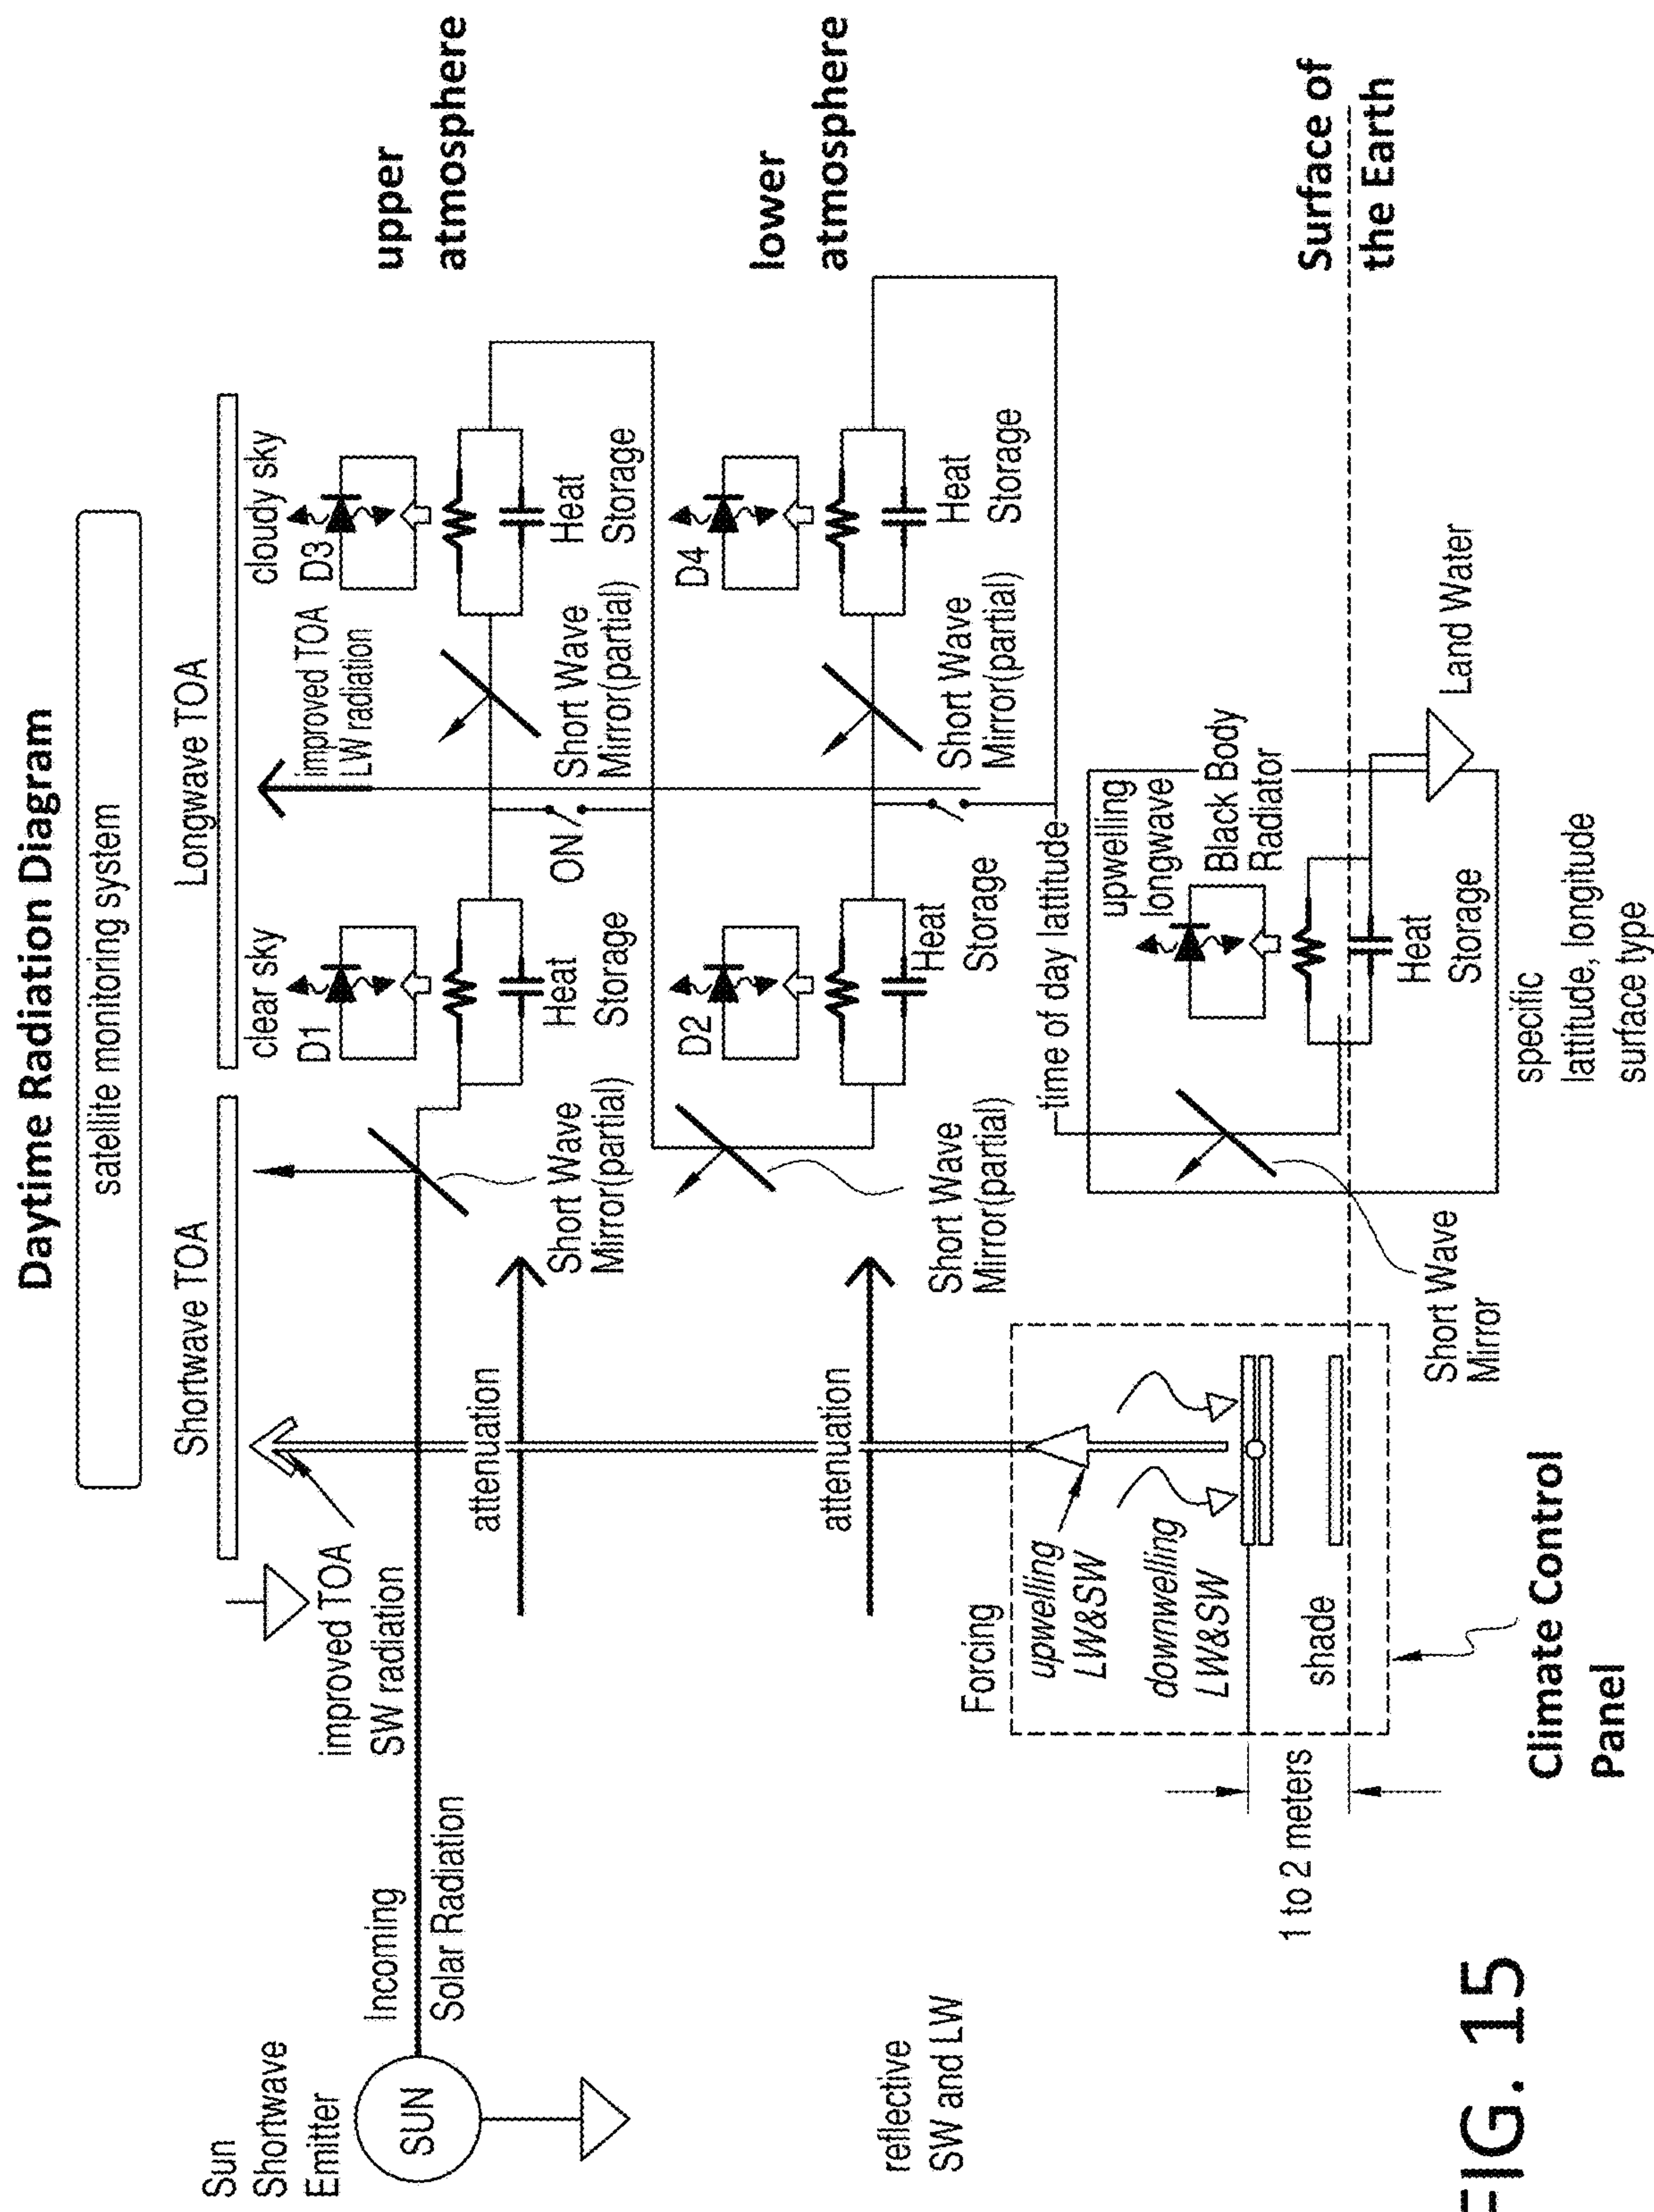 Daytime Radiation Diagram
satellite monitoring system
Shortwave TOA
Longwave TOA
Sun
Shortwave
Emitter
SUN
Incoming
Solar Radiation
improved TOA
SW radiation
clear sky
D1
improved TOA
LW radiation
cloudy sky
D3
upper
atmosphere
attenuation
Short Wave
Mirror(partial)
Heat
Storage
ON
Short Wave
Mirror(partial)
Heat
Storage
D2
D4
lower
atmosphere
attenuation
reflective
SW and LW
Short Wave
Mirror(partial)
Heat
Storage
Short Wave
Mirror(partial)
Heat
Storage
Forcing
upwelling
LW&SW
downwelling
LW&SW
shade
1 to 2 meters
time of day lattitude
upwelling
longwave
Black Body
Radiator
Heat
Storage
Surface of
the Earth
Land Water
Short Wave
Mirror
specific
lattitude, longitude
surface type
Climate Control
Panel
FIG. 15